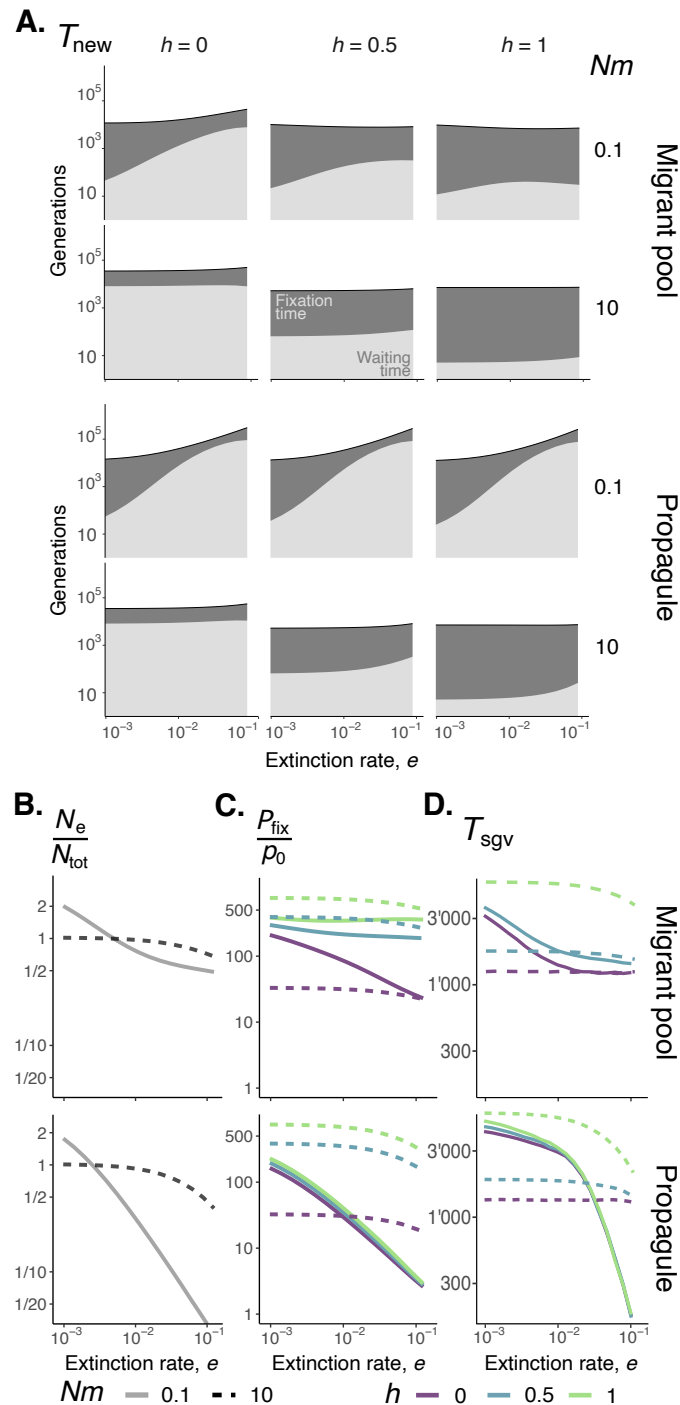 A. T_new h = 0 h = 0.5 h = 1 Nm
10^5
10^3
10
0.1
Migrant pool
Generations
10^5
10^3
10
Fixation
time
Waiting
time
10
10^5
10^3
10
0.1
Propagule
Generations
10^5
10^3
10
10
10^−3 10^−2 10^−1 10^−3 10^−2 10^−1 10^−3 10^−2 10^−1
Extinction rate, e
B. N_e / N_tot C. P_fix / p_0 D. T_sgv
2
1
1/2
1/10
1/20
500
100
10
1
3'000
1'000
300
Migrant pool
2
1
1/2
1/10
1/20
500
100
10
1
3'000
1'000
300
Propagule
10^−3 10^−2 10^−1 10^−3 10^−2 10^−1 10^−3 10^−2 10^−1
Extinction rate, e Extinction rate, e Extinction rate, e
Nm 0.1 10 h 0 0.5 1